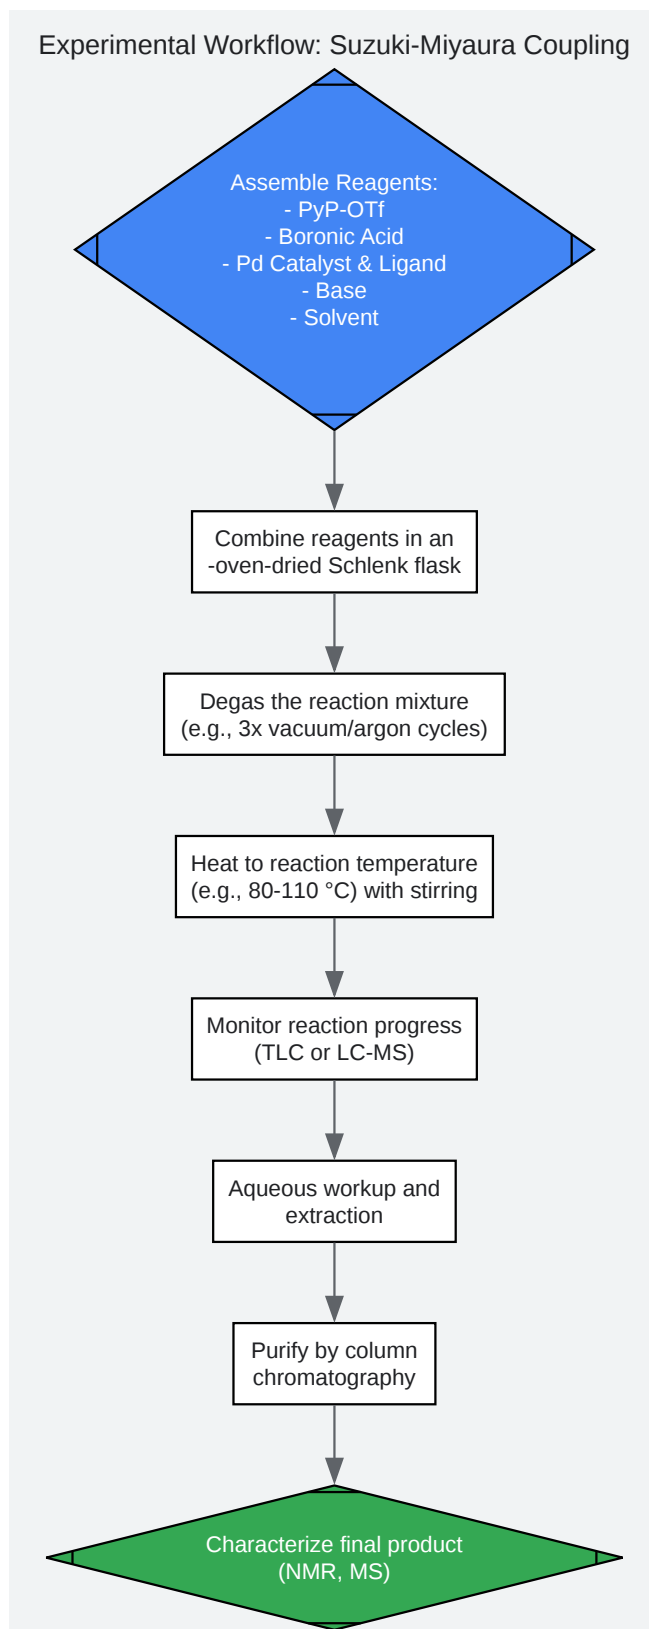 Experimental Workflow: Suzuki-Miyaura Coupling
Assemble Reagents:
- PyP-OTf
- Boronic Acid
- Pd Catalyst & Ligand
- Base
- Solvent
Combine reagents in an
-oven-dried Schlenk flask
Degas the reaction mixture
(e.g., 3x vacuum/argon cycles)
Heat to reaction temperature
(e.g., 80-110 °C) with stirring
Monitor reaction progress
(TLC or LC-MS)
Aqueous workup and
extraction
Purify by column
chromatography
Characterize final product
(NMR, MS)